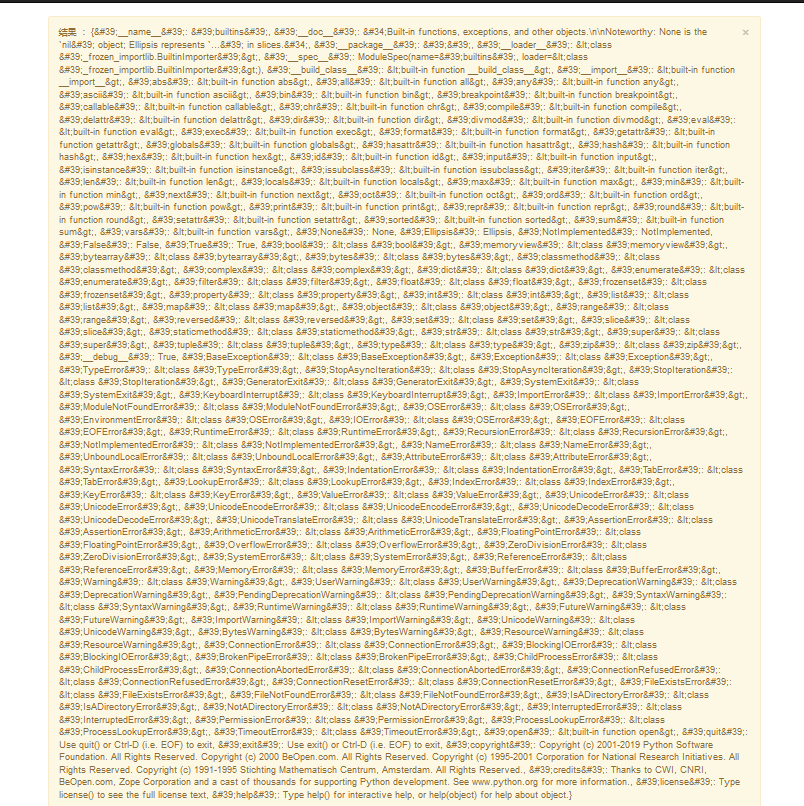 结果 ： {&#39;__name__&#39;: &#39;builtins&#39;, &#39;__doc__&#39;: &#34;Built-in functions, exceptions, and other objects.\n\nNoteworthy: None is the
`nil&#39; object; Ellipsis represents `...&#39; in slices.&#34;, &#39;__package__&#39;: &#39;&#39;, &#39;__loader__&#39;: &lt;class
&#39;_frozen_importlib.BuiltinImporter&#39;&gt;, &#39;__spec__&#39;: ModuleSpec(name=&#39;builtins&#39;, loader=&lt;class
&#39;_frozen_importlib.BuiltinImporter&#39;&gt;), &#39;__build_class__&#39;: &lt;built-in function __build_class__&gt;, &#39;__import__&#39;: &lt;built-in function
__import__&gt;, &#39;abs&#39;: &lt;built-in function abs&gt;, &#39;all&#39;: &lt;built-in function all&gt;, &#39;any&#39;: &lt;built-in function any&gt;,
&#39;ascii&#39;: &lt;built-in function ascii&gt;, &#39;bin&#39;: &lt;built-in function bin&gt;, &#39;breakpoint&#39;: &lt;built-in function breakpoint&gt;,
&#39;callable&#39;: &lt;built-in function callable&gt;, &#39;chr&#39;: &lt;built-in function chr&gt;, &#39;compile&#39;: &lt;built-in function compile&gt;,
&#39;delattr&#39;: &lt;built-in function delattr&gt;, &#39;dir&#39;: &lt;built-in function dir&gt;, &#39;divmod&#39;: &lt;built-in function divmod&gt;, &#39;eval&#39;:
&lt;built-in function eval&gt;, &#39;exec&#39;: &lt;built-in function exec&gt;, &#39;format&#39;: &lt;built-in function format&gt;, &#39;getattr&#39;: &lt;built-in
function getattr&gt;, &#39;globals&#39;: &lt;built-in function globals&gt;, &#39;hasattr&#39;: &lt;built-in function hasattr&gt;, &#39;hash&#39;: &lt;built-in function
hash&gt;, &#39;hex&#39;: &lt;built-in function hex&gt;, &#39;id&#39;: &lt;built-in function id&gt;, &#39;input&#39;: &lt;built-in function input&gt;,
&#39;isinstance&#39;: &lt;built-in function isinstance&gt;, &#39;issubclass&#39;: &lt;built-in function issubclass&gt;, &#39;iter&#39;: &lt;built-in function iter&gt;,
&#39;len&#39;: &lt;built-in function len&gt;, &#39;locals&#39;: &lt;built-in function locals&gt;, &#39;max&#39;: &lt;built-in function max&gt;, &#39;min&#39;: &lt;built-
in function min&gt;, &#39;next&#39;: &lt;built-in function next&gt;, &#39;oct&#39;: &lt;built-in function oct&gt;, &#39;ord&#39;: &lt;built-in function ord&gt;,
&#39;pow&#39;: &lt;built-in function pow&gt;, &#39;print&#39;: &lt;built-in function print&gt;, &#39;repr&#39;: &lt;built-in function repr&gt;, &#39;round&#39;: &lt;built-
in function round&gt;, &#39;setattr&#39;: &lt;built-in function setattr&gt;, &#39;sorted&#39;: &lt;built-in function sorted&gt;, &#39;sum&#39;: &lt;built-in function
sum&gt;, &#39;vars&#39;: &lt;built-in function vars&gt;, &#39;None&#39;: None, &#39;Ellipsis&#39;: Ellipsis, &#39;NotImplemented&#39;: NotImplemented,
&#39;False&#39;: False, &#39;True&#39;: True, &#39;bool&#39;: &lt;class &#39;bool&#39;&gt;, &#39;memoryview&#39;: &lt;class &#39;memoryview&#39;&gt;,
&#39;bytearray&#39;: &lt;class &#39;bytearray&#39;&gt;, &#39;bytes&#39;: &lt;class &#39;bytes&#39;&gt;, &#39;classmethod&#39;: &lt;class
&#39;classmethod&#39;&gt;, &#39;complex&#39;: &lt;class &#39;complex&#39;&gt;, &#39;dict&#39;: &lt;class &#39;dict&#39;&gt;, &#39;enumerate&#39;: &lt;class
&#39;enumerate&#39;&gt;, &#39;filter&#39;: &lt;class &#39;filter&#39;&gt;, &#39;float&#39;: &lt;class &#39;float&#39;&gt;, &#39;frozenset&#39;: &lt;class
&#39;frozenset&#39;&gt;, &#39;property&#39;: &lt;class &#39;property&#39;&gt;, &#39;int&#39;: &lt;class &#39;int&#39;&gt;, &#39;list&#39;: &lt;class
&#39;list&#39;&gt;, &#39;map&#39;: &lt;class &#39;map&#39;&gt;, &#39;object&#39;: &lt;class &#39;object&#39;&gt;, &#39;range&#39;: &lt;class
&#39;range&#39;&gt;, &#39;reversed&#39;: &lt;class &#39;reversed&#39;&gt;, &#39;set&#39;: &lt;class &#39;set&#39;&gt;, &#39;slice&#39;: &lt;class
&#39;slice&#39;&gt;, &#39;staticmethod&#39;: &lt;class &#39;staticmethod&#39;&gt;, &#39;str&#39;: &lt;class &#39;str&#39;&gt;, &#39;super&#39;: &lt;class
&#39;super&#39;&gt;, &#39;tuple&#39;: &lt;class &#39;tuple&#39;&gt;, &#39;type&#39;: &lt;class &#39;type&#39;&gt;, &#39;zip&#39;: &lt;class &#39;zip&#39;&gt;,
&#39;__debug__&#39;: True, &#39;BaseException&#39;: &lt;class &#39;BaseException&#39;&gt;, &#39;Exception&#39;: &lt;class &#39;Exception&#39;&gt;,
&#39;TypeError&#39;: &lt;class &#39;TypeError&#39;&gt;, &#39;StopAsyncIteration&#39;: &lt;class &#39;StopAsyncIteration&#39;&gt;, &#39;StopIteration&#39;:
&lt;class &#39;StopIteration&#39;&gt;, &#39;GeneratorExit&#39;: &lt;class &#39;GeneratorExit&#39;&gt;, &#39;SystemExit&#39;: &lt;class
&#39;SystemExit&#39;&gt;, &#39;KeyboardInterrupt&#39;: &lt;class &#39;KeyboardInterrupt&#39;&gt;, &#39;ImportError&#39;: &lt;class &#39;ImportError&#39;&gt;,
&#39;ModuleNotFoundError&#39;: &lt;class &#39;ModuleNotFoundError&#39;&gt;, &#39;OSError&#39;: &lt;class &#39;OSError&#39;&gt;,
&#39;EnvironmentError&#39;: &lt;class &#39;OSError&#39;&gt;, &#39;IOError&#39;: &lt;class &#39;OSError&#39;&gt;, &#39;EOFError&#39;: &lt;class
&#39;EOFError&#39;&gt;, &#39;RuntimeError&#39;: &lt;class &#39;RuntimeError&#39;&gt;, &#39;RecursionError&#39;: &lt;class &#39;RecursionError&#39;&gt;,
&#39;NotImplementedError&#39;: &lt;class &#39;NotImplementedError&#39;&gt;, &#39;NameError&#39;: &lt;class &#39;NameError&#39;&gt;,
&#39;UnboundLocalError&#39;: &lt;class &#39;UnboundLocalError&#39;&gt;, &#39;AttributeError&#39;: &lt;class &#39;AttributeError&#39;&gt;,
&#39;SyntaxError&#39;: &lt;class &#39;SyntaxError&#39;&gt;, &#39;IndentationError&#39;: &lt;class &#39;IndentationError&#39;&gt;, &#39;TabError&#39;: &lt;class
&#39;TabError&#39;&gt;, &#39;LookupError&#39;: &lt;class &#39;LookupError&#39;&gt;, &#39;IndexError&#39;: &lt;class &#39;IndexError&#39;&gt;,
&#39;KeyError&#39;: &lt;class &#39;KeyError&#39;&gt;, &#39;ValueError&#39;: &lt;class &#39;ValueError&#39;&gt;, &#39;UnicodeError&#39;: &lt;class
&#39;UnicodeError&#39;&gt;, &#39;UnicodeEncodeError&#39;: &lt;class &#39;UnicodeEncodeError&#39;&gt;, &#39;UnicodeDecodeError&#39;: &lt;class
&#39;UnicodeDecodeError&#39;&gt;, &#39;UnicodeTranslateError&#39;: &lt;class &#39;UnicodeTranslateError&#39;&gt;, &#39;AssertionError&#39;: &lt;class
&#39;AssertionError&#39;&gt;, &#39;ArithmeticError&#39;: &lt;class &#39;ArithmeticError&#39;&gt;, &#39;FloatingPointError&#39;: &lt;class
&#39;FloatingPointError&#39;&gt;, &#39;OverflowError&#39;: &lt;class &#39;OverflowError&#39;&gt;, &#39;ZeroDivisionError&#39;: &lt;class
&#39;ZeroDivisionError&#39;&gt;, &#39;SystemError&#39;: &lt;class &#39;SystemError&#39;&gt;, &#39;ReferenceError&#39;: &lt;class
&#39;ReferenceError&#39;&gt;, &#39;MemoryError&#39;: &lt;class &#39;MemoryError&#39;&gt;, &#39;BufferError&#39;: &lt;class &#39;BufferError&#39;&gt;,
&#39;Warning&#39;: &lt;class &#39;Warning&#39;&gt;, &#39;UserWarning&#39;: &lt;class &#39;UserWarning&#39;&gt;, &#39;DeprecationWarning&#39;: &lt;class
&#39;DeprecationWarning&#39;&gt;, &#39;PendingDeprecationWarning&#39;: &lt;class &#39;PendingDeprecationWarning&#39;&gt;, &#39;SyntaxWarning&#39;:
&lt;class &#39;SyntaxWarning&#39;&gt;, &#39;RuntimeWarning&#39;: &lt;class &#39;RuntimeWarning&#39;&gt;, &#39;FutureWarning&#39;: &lt;class
&#39;FutureWarning&#39;&gt;, &#39;ImportWarning&#39;: &lt;class &#39;ImportWarning&#39;&gt;, &#39;UnicodeWarning&#39;: &lt;class
&#39;UnicodeWarning&#39;&gt;, &#39;BytesWarning&#39;: &lt;class &#39;BytesWarning&#39;&gt;, &#39;ResourceWarning&#39;: &lt;class
&#39;ResourceWarning&#39;&gt;, &#39;ConnectionError&#39;: &lt;class &#39;ConnectionError&#39;&gt;, &#39;BlockingIOError&#39;: &lt;class
&#39;BlockingIOError&#39;&gt;, &#39;BrokenPipeError&#39;: &lt;class &#39;BrokenPipeError&#39;&gt;, &#39;ChildProcessError&#39;: &lt;class
&#39;ChildProcessError&#39;&gt;, &#39;ConnectionAbortedError&#39;: &lt;class &#39;ConnectionAbortedError&#39;&gt;, &#39;ConnectionRefusedError&#39;:
&lt;class &#39;ConnectionRefusedError&#39;&gt;, &#39;ConnectionResetError&#39;: &lt;class &#39;ConnectionResetError&#39;&gt;, &#39;FileExistsError&#39;:
&lt;class &#39;FileExistsError&#39;&gt;, &#39;FileNotFoundError&#39;: &lt;class &#39;FileNotFoundError&#39;&gt;, &#39;IsADirectoryError&#39;: &lt;class
&#39;IsADirectoryError&#39;&gt;, &#39;NotADirectoryError&#39;: &lt;class &#39;NotADirectoryError&#39;&gt;, &#39;InterruptedError&#39;: &lt;class
&#39;InterruptedError&#39;&gt;, &#39;PermissionError&#39;: &lt;class &#39;PermissionError&#39;&gt;, &#39;ProcessLookupError&#39;: &lt;class
&#39;ProcessLookupError&#39;&gt;, &#39;TimeoutError&#39;: &lt;class &#39;TimeoutError&#39;&gt;, &#39;open&#39;: &lt;built-in function open&gt;, &#39;quit&#39;:
Use quit() or Ctrl-D (i.e. EOF) to exit, &#39;exit&#39;: Use exit() or Ctrl-D (i.e. EOF) to exit, &#39;copyright&#39;: Copyright (c) 2001-2019 Python Software
Foundation. All Rights Reserved. Copyright (c) 2000 BeOpen.com. All Rights Reserved. Copyright (c) 1995-2001 Corporation for National Research Initiatives. All
Rights Reserved. Copyright (c) 1991-1995 Stichting Mathematisch Centrum, Amsterdam. All Rights Reserved., &#39;credits&#39;: Thanks to CWI, CNRI,
BeOpen.com, Zope Corporation and a cast of thousands for supporting Python development. See www.python.org for more information., &#39;license&#39;: Type
license() to see the full license text, &#39;help&#39;: Type help() for interactive help, or help(object) for help about object.}